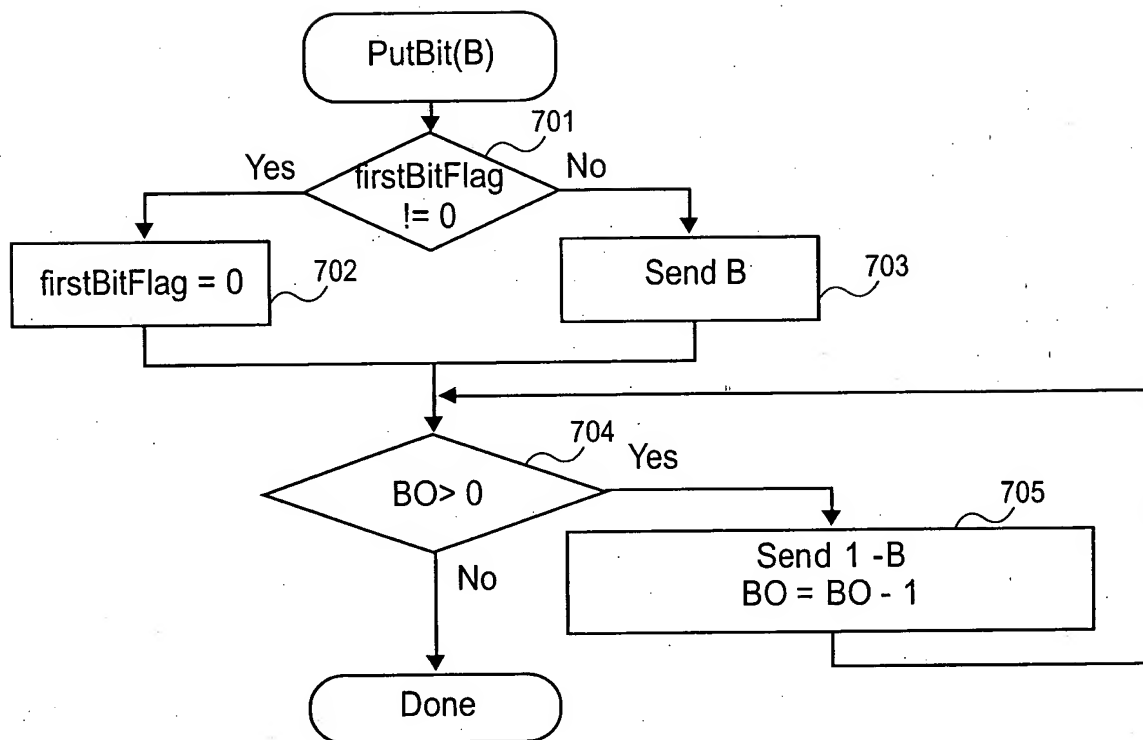 PutBit(B)
701
Yes
No
firstBitFlag
!= 0
firstBitFlag = 0
702
Send B
703
704
Yes
BO> 0
705
Send 1 -B
BO = BO - 1
No
Done